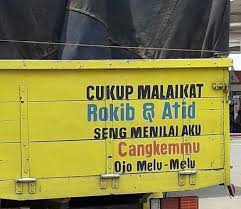 CUKUP MALAIKAT
Rokib & Atid
SENG MENILAI AKU
Cangkemmu
Ojo Melu-Melu